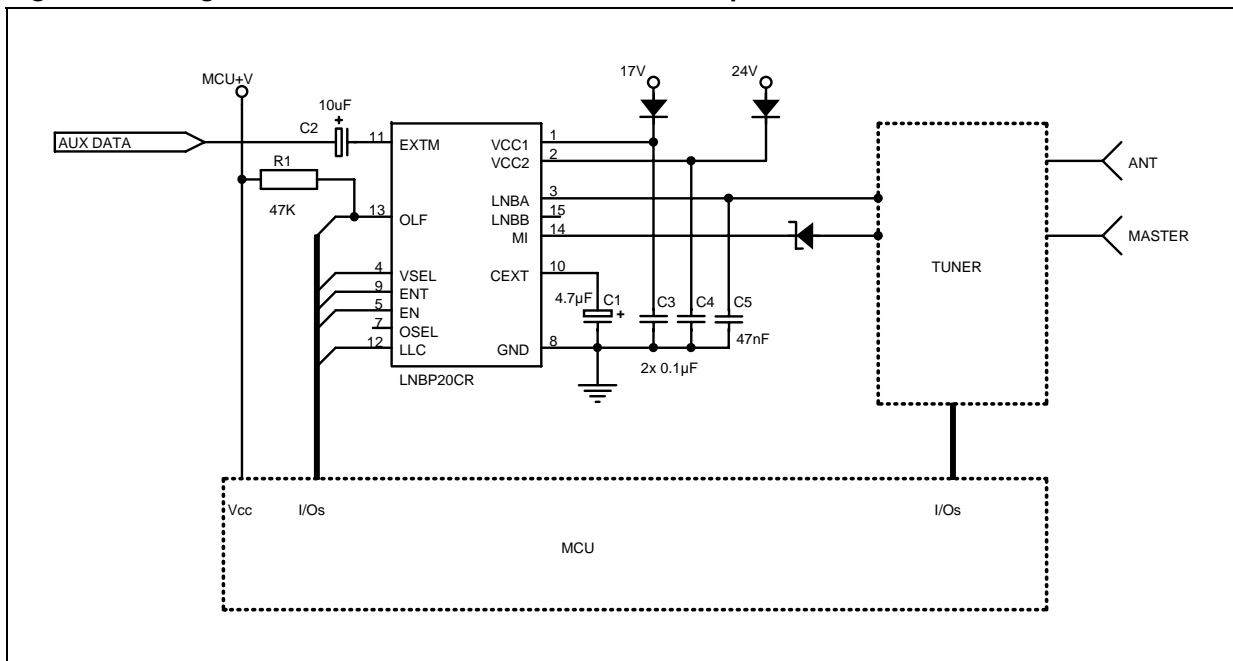 MCU+V
17V
24V
10uF
+
C2
AUX DATA
11
EXTM
VCC1
1
VCC2
2
ANT
R1
LNBA
3
47K
13
OLF
LNBB
15
MI
14
MASTER
TUNER
4
VSEL
CEXT
10
9
ENT
4.7µF
C1
C3
C4
C5
+
5
EN
7
OSEL
47nF
12
LLC
GND
8
2x 0.1µF
LNBP20CR
Vcc
I/Os
I/Os
MCU